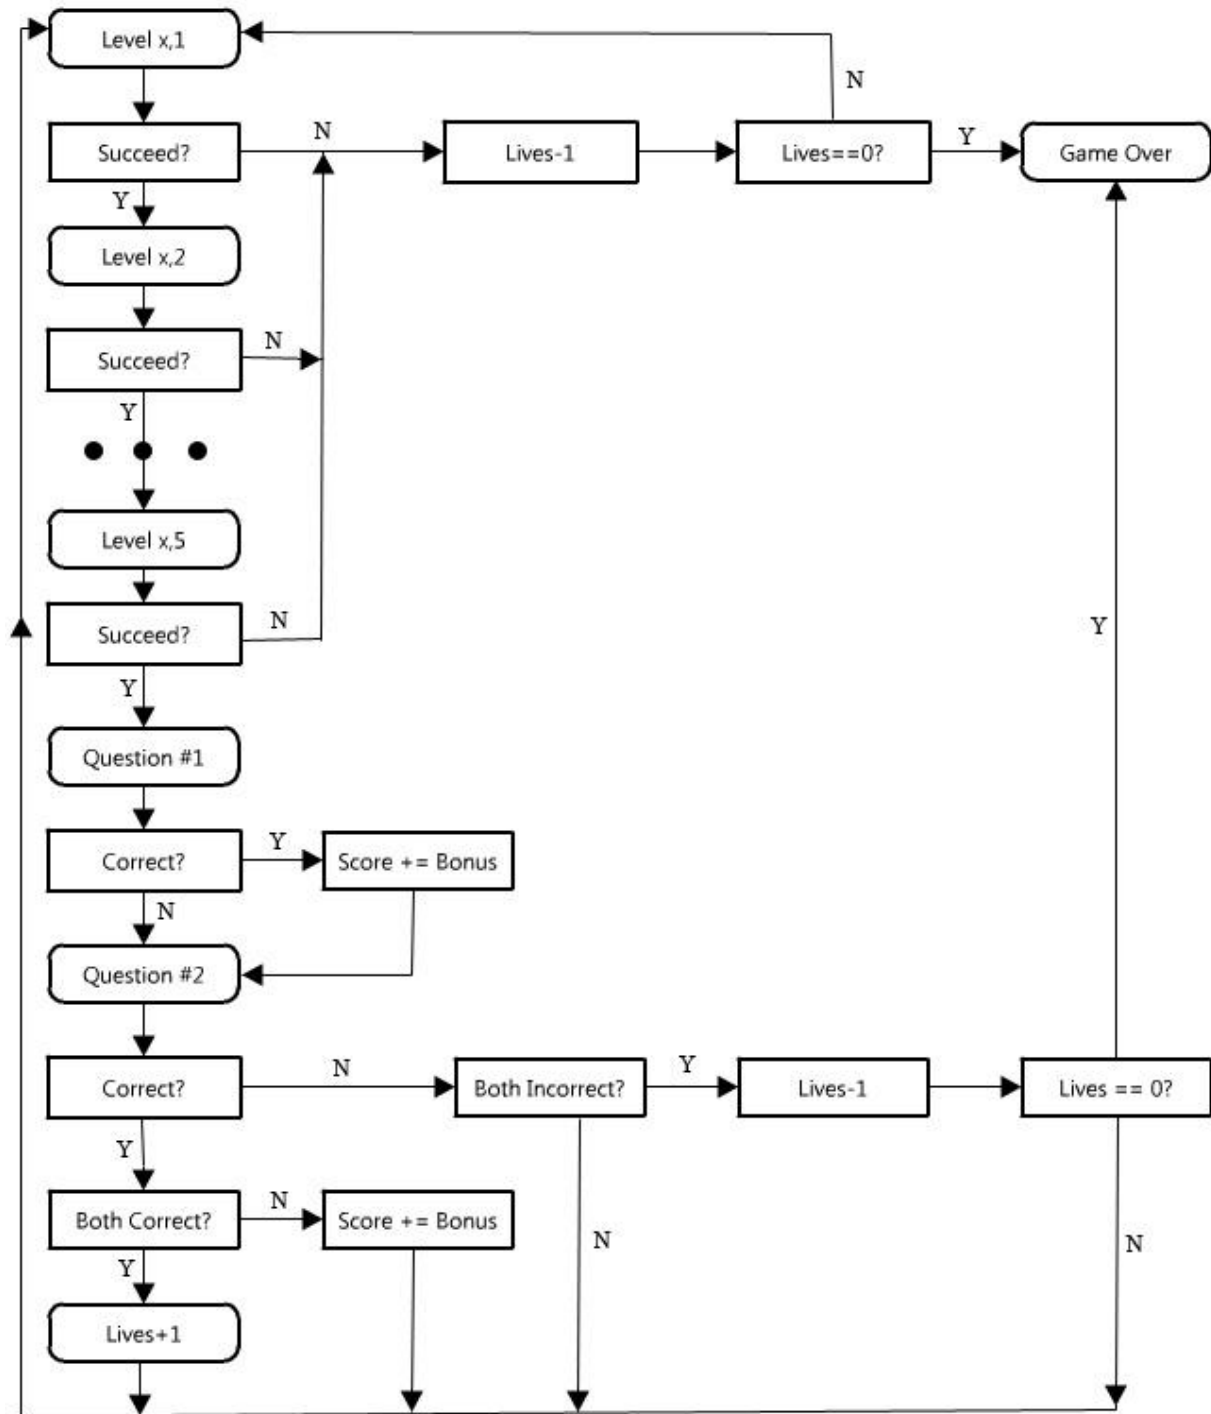 Level x,1
N
Succeed?
N
Lives-1
Lives==0?
Y
Game Over
Y
Level x,2
Succeed?
N
Y
Level x,5
Succeed?
N
Y
Y
Question #1
Correct?
Y
Score += Bonus
N
Question #2
Correct?
N
Both Incorrect?
Y
Lives-1
Lives == 0?
Y
Both Correct?
N
Score += Bonus
N
N
Y
Lives+1